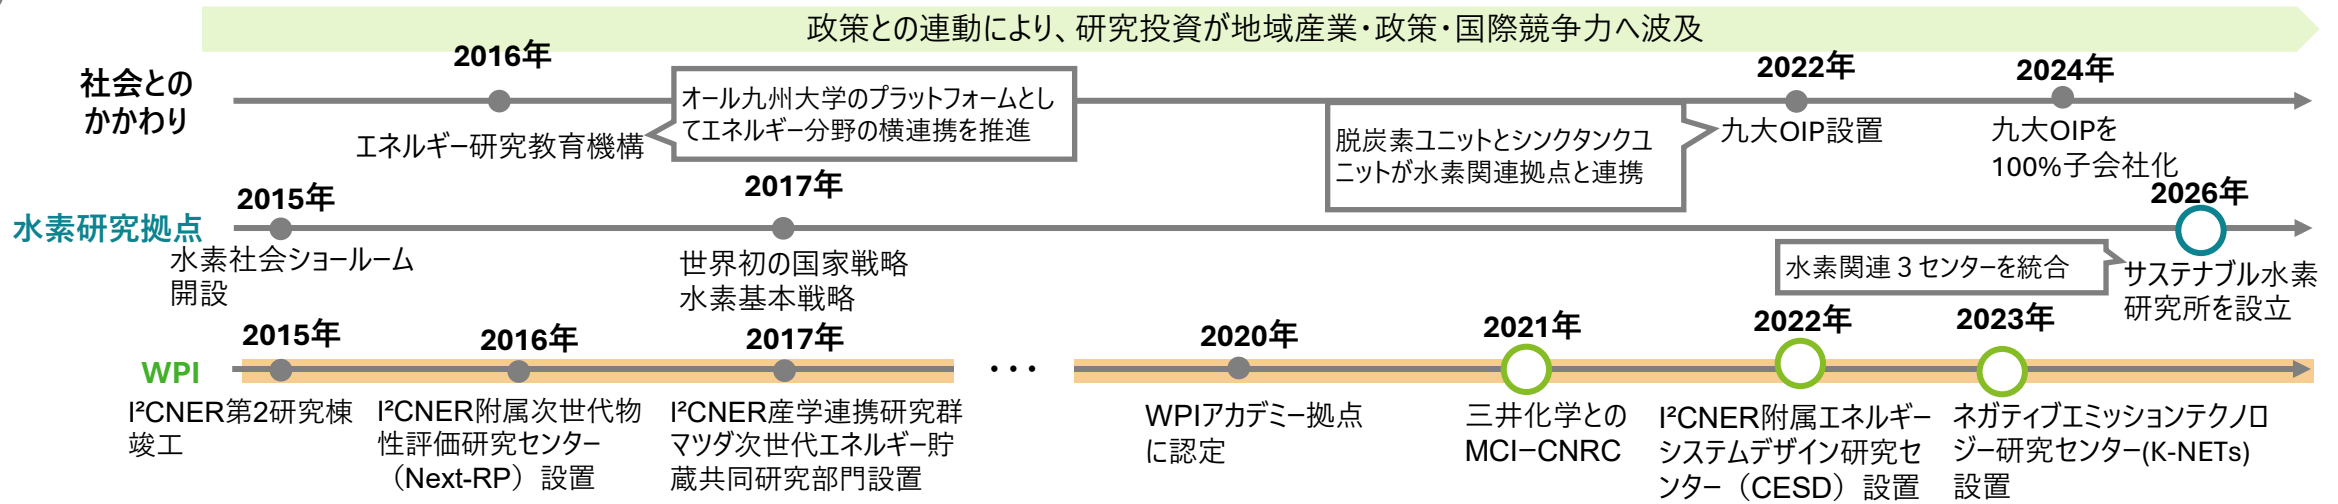 政策との連動により、研究投資が地域産業・政策・国際競争力へ波及
社会との
かかわり
2016年
エネルギー研究教育機構
オール九州大学のプラットフォームとし
てエネルギー分野の横連携を推進
脱炭素ユニットとシンクタンクユ
ニットが水素関連拠点と連携
2022年
九大OIP設置
2024年
九大OIPを
100%子会社化
水素研究拠点
2015年
水素社会ショールーム
開設
2017年
世界初の国家戦略
水素基本戦略
水素関連３センターを統合
2026年
サステナブル水素
研究所を設立
WPI
2015年
I²CNER第2研究棟
竣工
2016年
I²CNER附属次世代物
性評価研究センター
（Next-RP）設置
2017年
I²CNER産学連携研究群
マツダ次世代エネルギー貯
蔵共同研究部門設置
･･･
2020年
WPIアカデミー拠点
に認定
2021年
三井化学との
MCI−CNRC
2022年
I²CNER附属エネルギー
システムデザイン研究セ
ンター（CESD）設置
2023年
ネガティブエミッションテクノロ
ジー研究センター(K-NETs)
設置